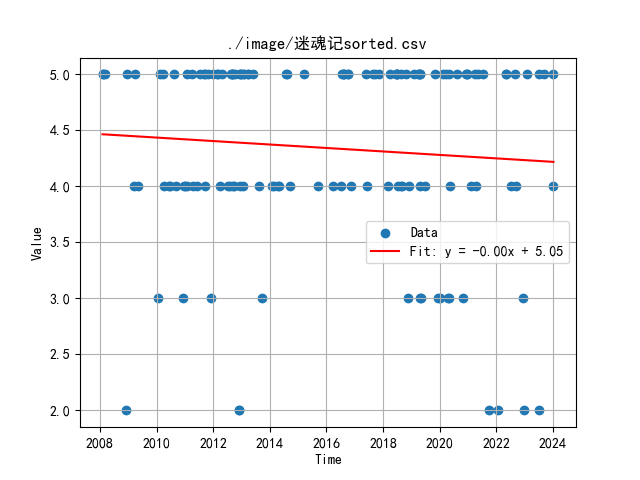 ./image/迷魂记sorted.csv
5.0
4.5
4.0
3.5
3.0
2.5
2.0
Value
Data
Fit: y = -0.00x + 5.05
2008 2010 2012 2014 2016 2018 2020 2022 2024
Time